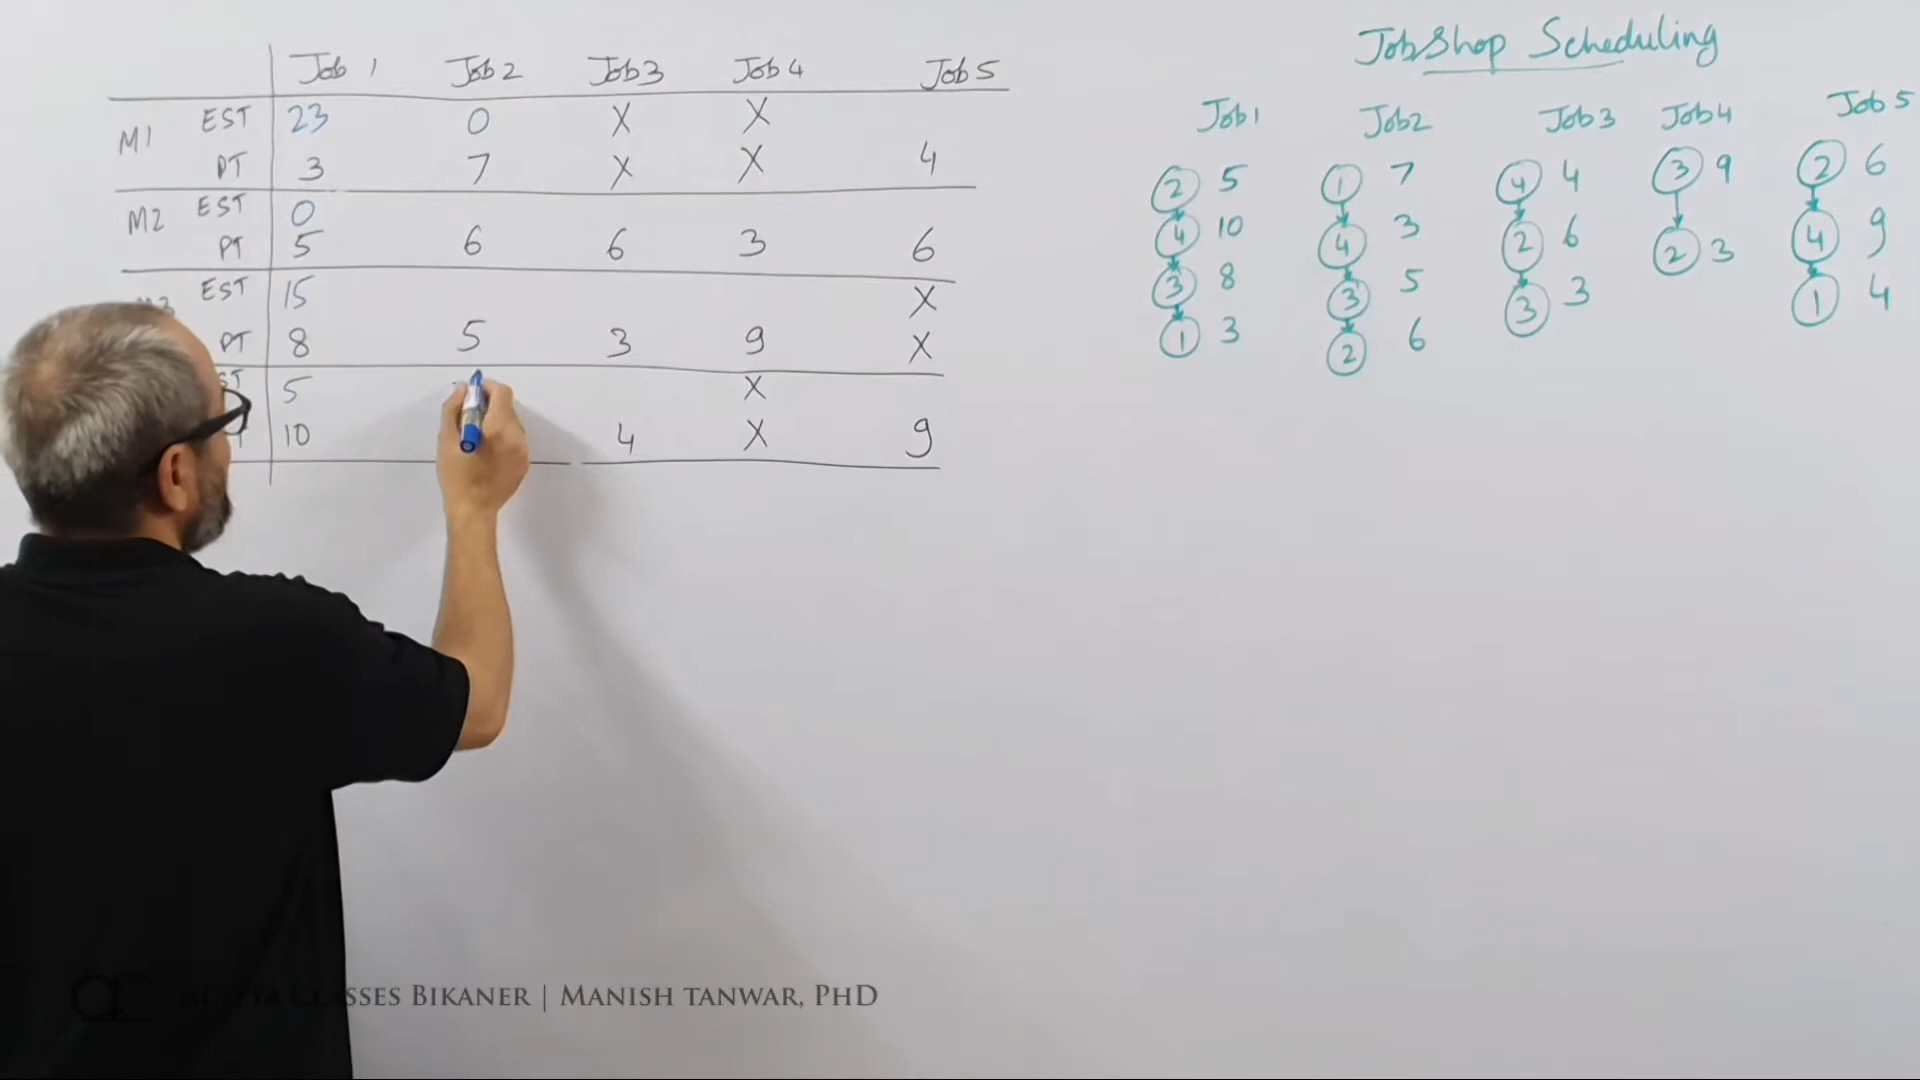 JobShop Scheduling
Job 1 Job 2 Job 3 Job 4 Job 5
M1 EST 23 0 X X
PT 3 7 X X 4
M2 EST 0
PT 5 6 6 3 6
EST 15 X
PT 8 5 3 9 X
ST 5 X
10 4 X 9
Job 1 Job 2 Job 3 Job 4 Job 5
2 5 1 7 4 4 3 9 2 6
4 10 4 3 2 6 2 3 4 9
3 8 3 5 3 3 1 4
1 3 2 6
SSES BIKANER | MANISH TANWAR, PHD